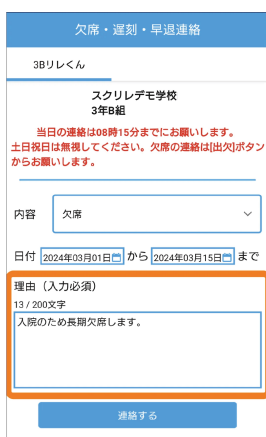 欠席・遅刻・早退連絡
3Bリレくん
スクリレデモ学校
3年B組
当日の連絡は08時15分までにお願いします。
土日祝日は無視してください。欠席の連絡は[出欠]ボタン
からお願いします。
内容 欠席
日付 2024年03月01日 から 2024年03月15日 まで
理由（入力必須）
13 / 200文字
入院のため長期欠席します。
連絡する